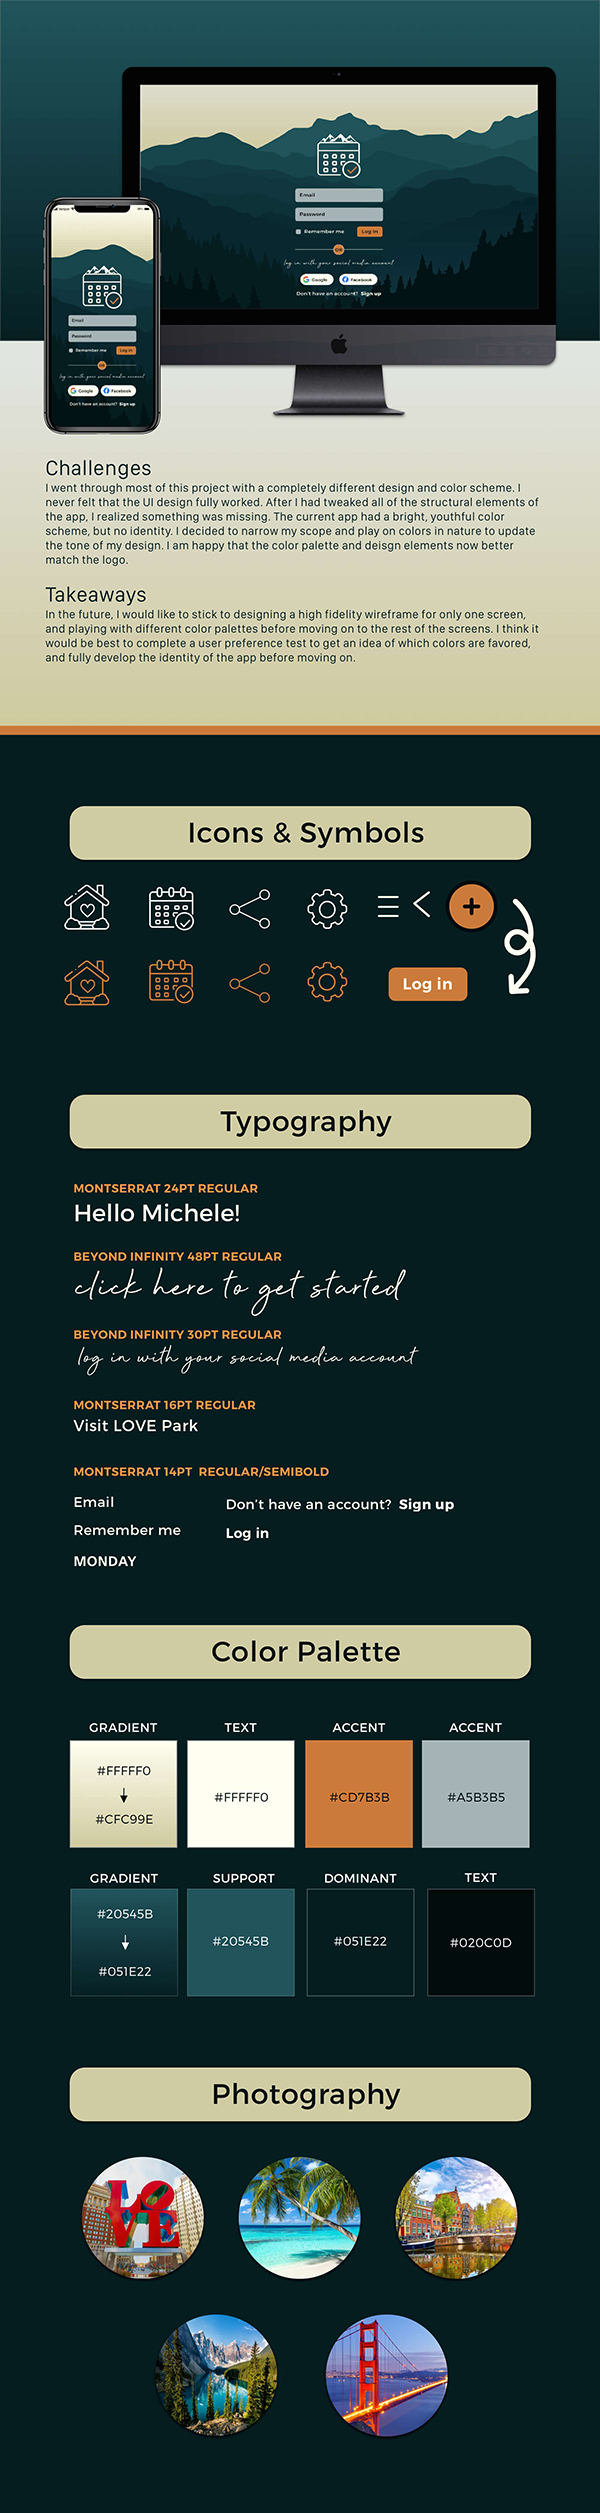 Email
Password
Remember me Log in
OR
log in with your social media account
Google Facebook
Don't have an account? Sign up
Verizon
Email
Password
Remember me Log in
OR
log in with your social media account
Google Facebook
Don't have an account? Sign up
Challenges
I went through most of this project with a completely different design and color scheme. I
never felt that the UI design fully worked. After I had tweaked all of the structural elements of
the app, I realized something was missing. The current app had a bright, youthful color
scheme, but no identity. I decided to narrow my scope and play on colors in nature to update
the tone of my design. I am happy that the color palette and deisgn elements now better
match the logo.
Takeaways
In the future, I would like to stick to designing a high fidelity wireframe for only one screen,
and playing with different color palettes before moving on to the rest of the screens. I think it
would be best to complete a user preference test to get an idea of which colors are favored,
and fully develop the identity of the app before moving on.
Icons & Symbols
Log in
Typography
MONTSERRAT 24PT REGULAR
Hello Michele!
BEYOND INFINITY 48PT REGULAR
click here to get started
BEYOND INFINITY 30PT REGULAR
log in with your social media account
MONTSERRAT 16PT REGULAR
Visit LOVE Park
MONTSERRAT 14PT REGULAR/SEMIBOLD
Email
Don't have an account? Sign up
Remember me
Log in
MONDAY
Color Palette
GRADIENT TEXT ACCENT ACCENT
#FFFFF0
#CFC99E
#FFFFF0
#CD7B3B
#A5B3B5
GRADIENT SUPPORT DOMINANT TEXT
#20545B
#051E22
#20545B
#051E22
#020C0D
Photography
LOVE